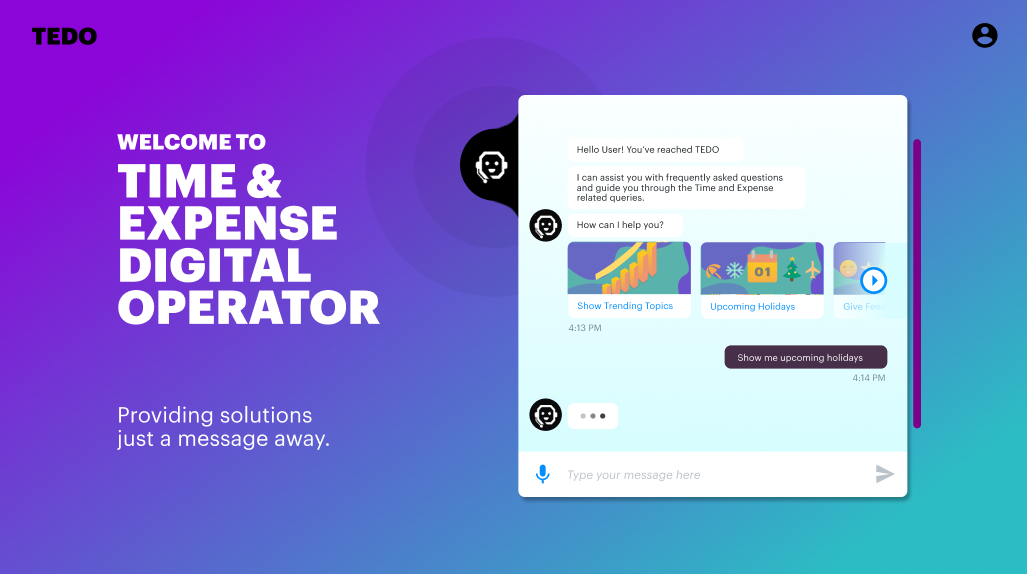 TEDO
WELCOME TO
TIME &
EXPENSE
DIGITAL
OPERATOR
Providing solutions
just a message away.
Hello User! You've reached TEDO
I can assist you with frequently asked questions
and guide you through the Time and Expense
related queries.
How can I help you?
01
Show Trending Topics
Upcoming Holidays
Give Fee
4:13 PM
Show me upcoming holidays
4:14 PM
Type your message here